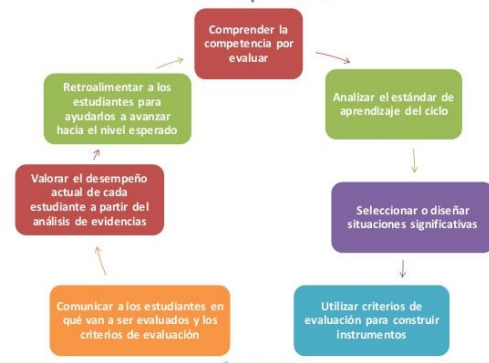 Comprender la
competencia por
evaluar
Analizar el estándar de
aprendizaje del ciclo
Seleccionar o diseñar
situaciones significativas
Utilizar criterios de
evaluación para construir
instrumentos
Comunicar a los estudiantes en
qué van a ser evaluados y los
criterios de evaluación
Valorar el desempeño
actual de cada
estudiante a partir del
análisis de evidencias
Retroalimentar a los
estudiantes para
ayudarlos a avanzar
hacia el nivel esperado